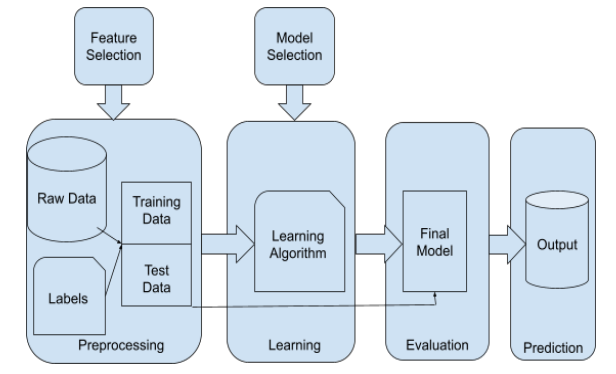 Feature
Selection
Model
Selection
Raw Data
Training
Data
Test
Data
Labels
Preprocessing
Learning
Algorithm
Learning
Final
Model
Evaluation
Output
Prediction